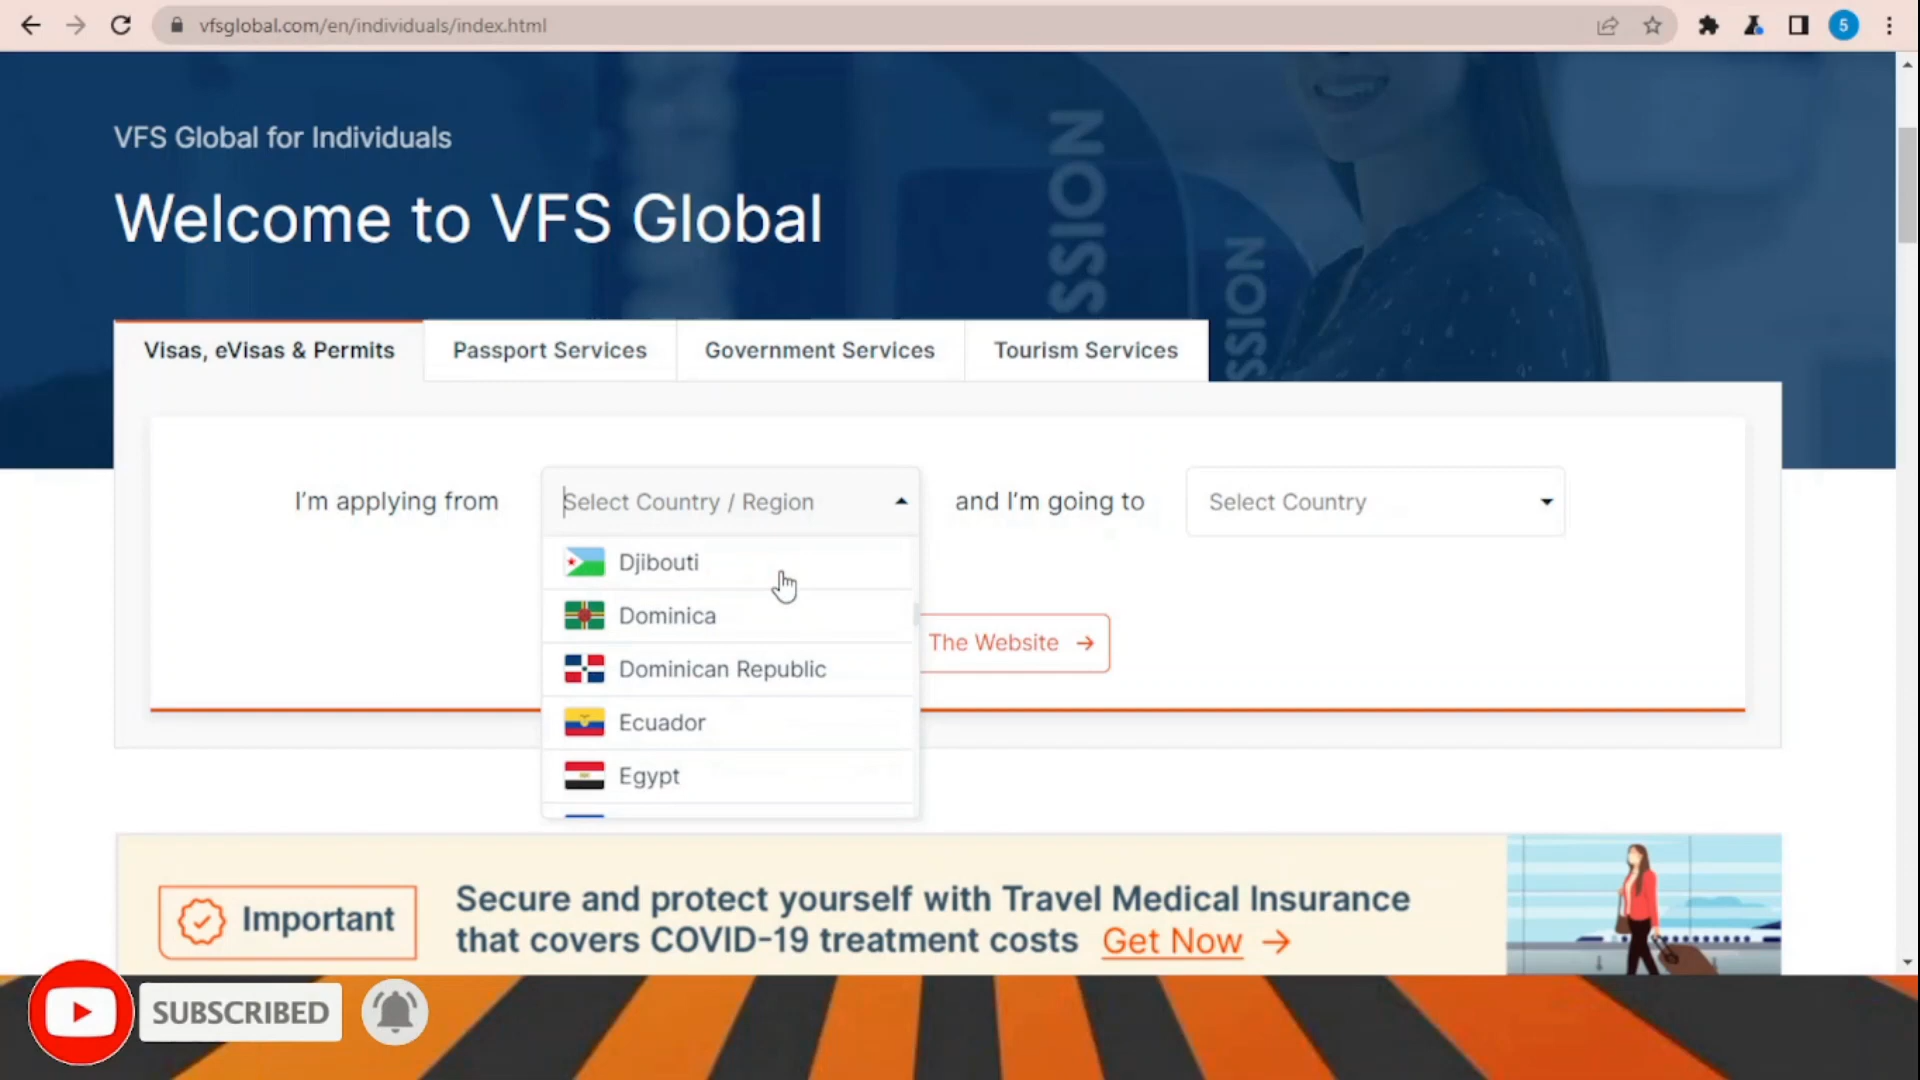 vfsglobal.com/en/individuals/index.html
5
VFS Global for Individuals
Welcome to VFS Global
SSION
SSION
Visas, eVisas & Permits
Passport Services
Government Services
Tourism Services
I'm applying from
Select Country / Region
and I'm going to
Select Country
Djibouti
Dominica
The Website →
Dominican Republic
Ecuador
Egypt
Important
Secure and protect yourself with Travel Medical Insurance
that covers COVID-19 treatment costs Get Now →
SUBSCRIBED